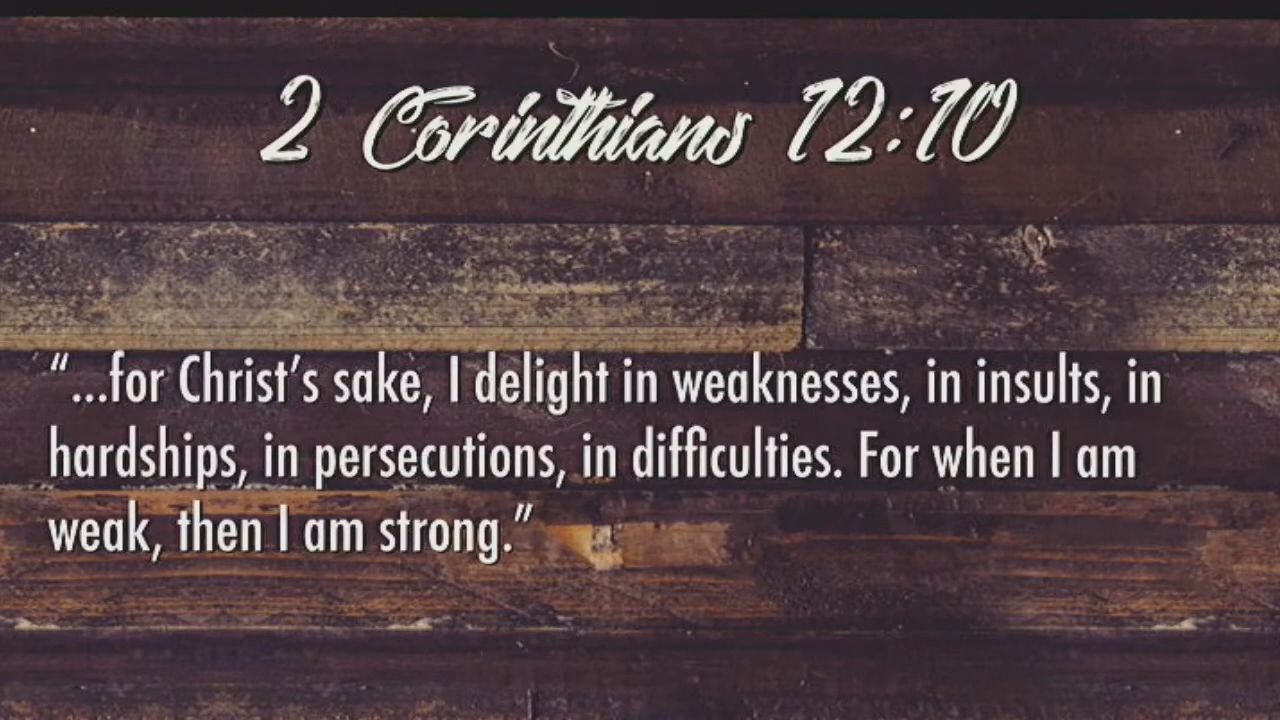 2 Corinthians 12:10
“...for Christ’s sake, I delight in weaknesses, in insults, in
hardships, in persecutions, in difficulties. For when I am
weak, then I am strong.”